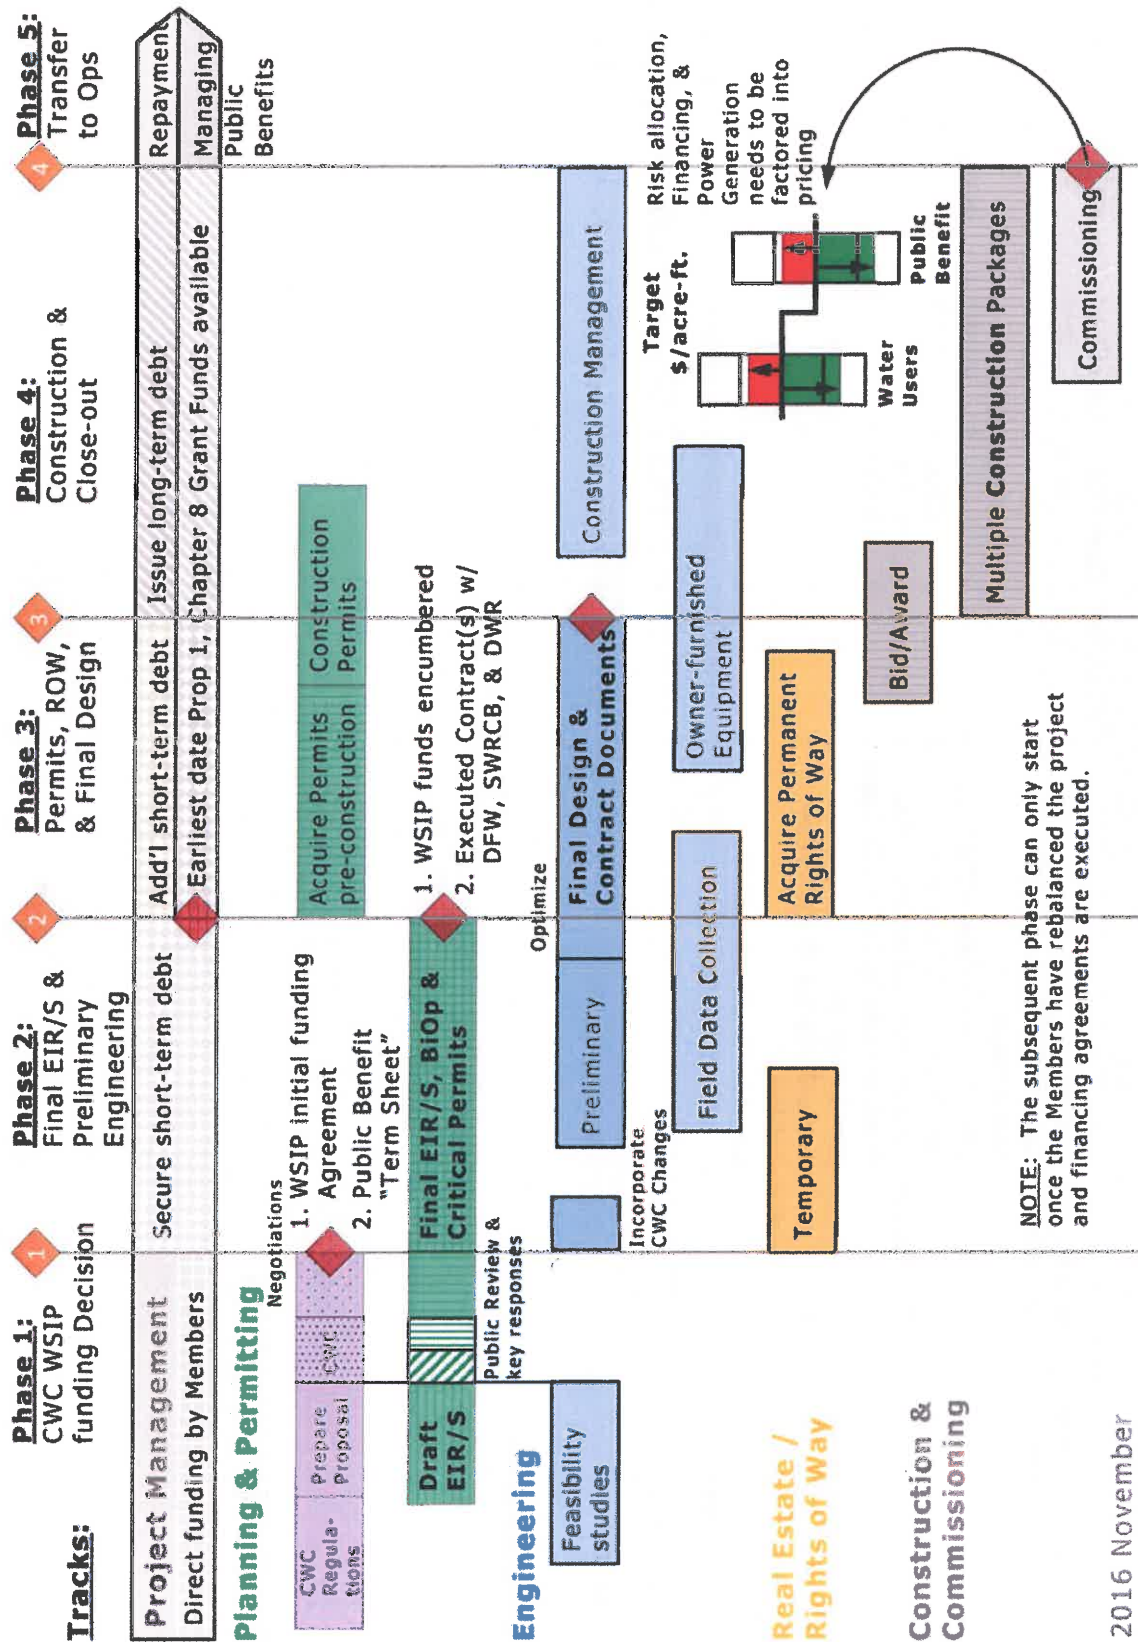 Tracks:
Phase 1:
CWC WSIP
funding Decision
1
Phase 2:
Final EIR/S &
Preliminary
Engineering
2
Phase 3:
Permits, ROW,
& Final Design
3
Phase 4:
Construction &
Close-out
4
Phase 5:
Transfer
to Ops
Project Management
Secure short-term debt
Add'l short-term debt
Issue long-term debt
Repayment
Direct funding by Members
Earliest date Prop 1, Chapter 8 Grant Funds available
Managing
Public
Benefits
Planning & Permitting
Negotiations
CWC
Regula-
tions
Prepare
Proposal
CWC
1. WSIP initial funding
Agreement
2. Public Benefit
"Term Sheet"
Acquire Permits
pre-construction
Construction
Permits
Draft
EIR/S
Final EIR/S, BiOp &
Critical Permits
1. WSIP funds encumbered
2. Executed Contract(s) w/
DFW, SWRCB, & DWR
Public Review &
key responses
Engineering
Optimize
Feasibility
studies
Preliminary
Final Design &
Contract Documents
Construction Management
Incorporate
CWC Changes
Field Data Collection
Owner-furnished
Equipment
Target
$/acre-ft.
Water
Users
Public
Benefit
Risk allocation,
Financing, &
Power
Generation
needs to be
factored into
pricing
Real Estate /
Rights of Way
Temporary
Acquire Permanent
Rights of Way
Construction &
Commissioning
Bid/Award
Multiple Construction Packages
Commissioning
NOTE: The subsequent phase can only start
once the Members have rebalanced the project
and financing agreements are executed.
2016 November